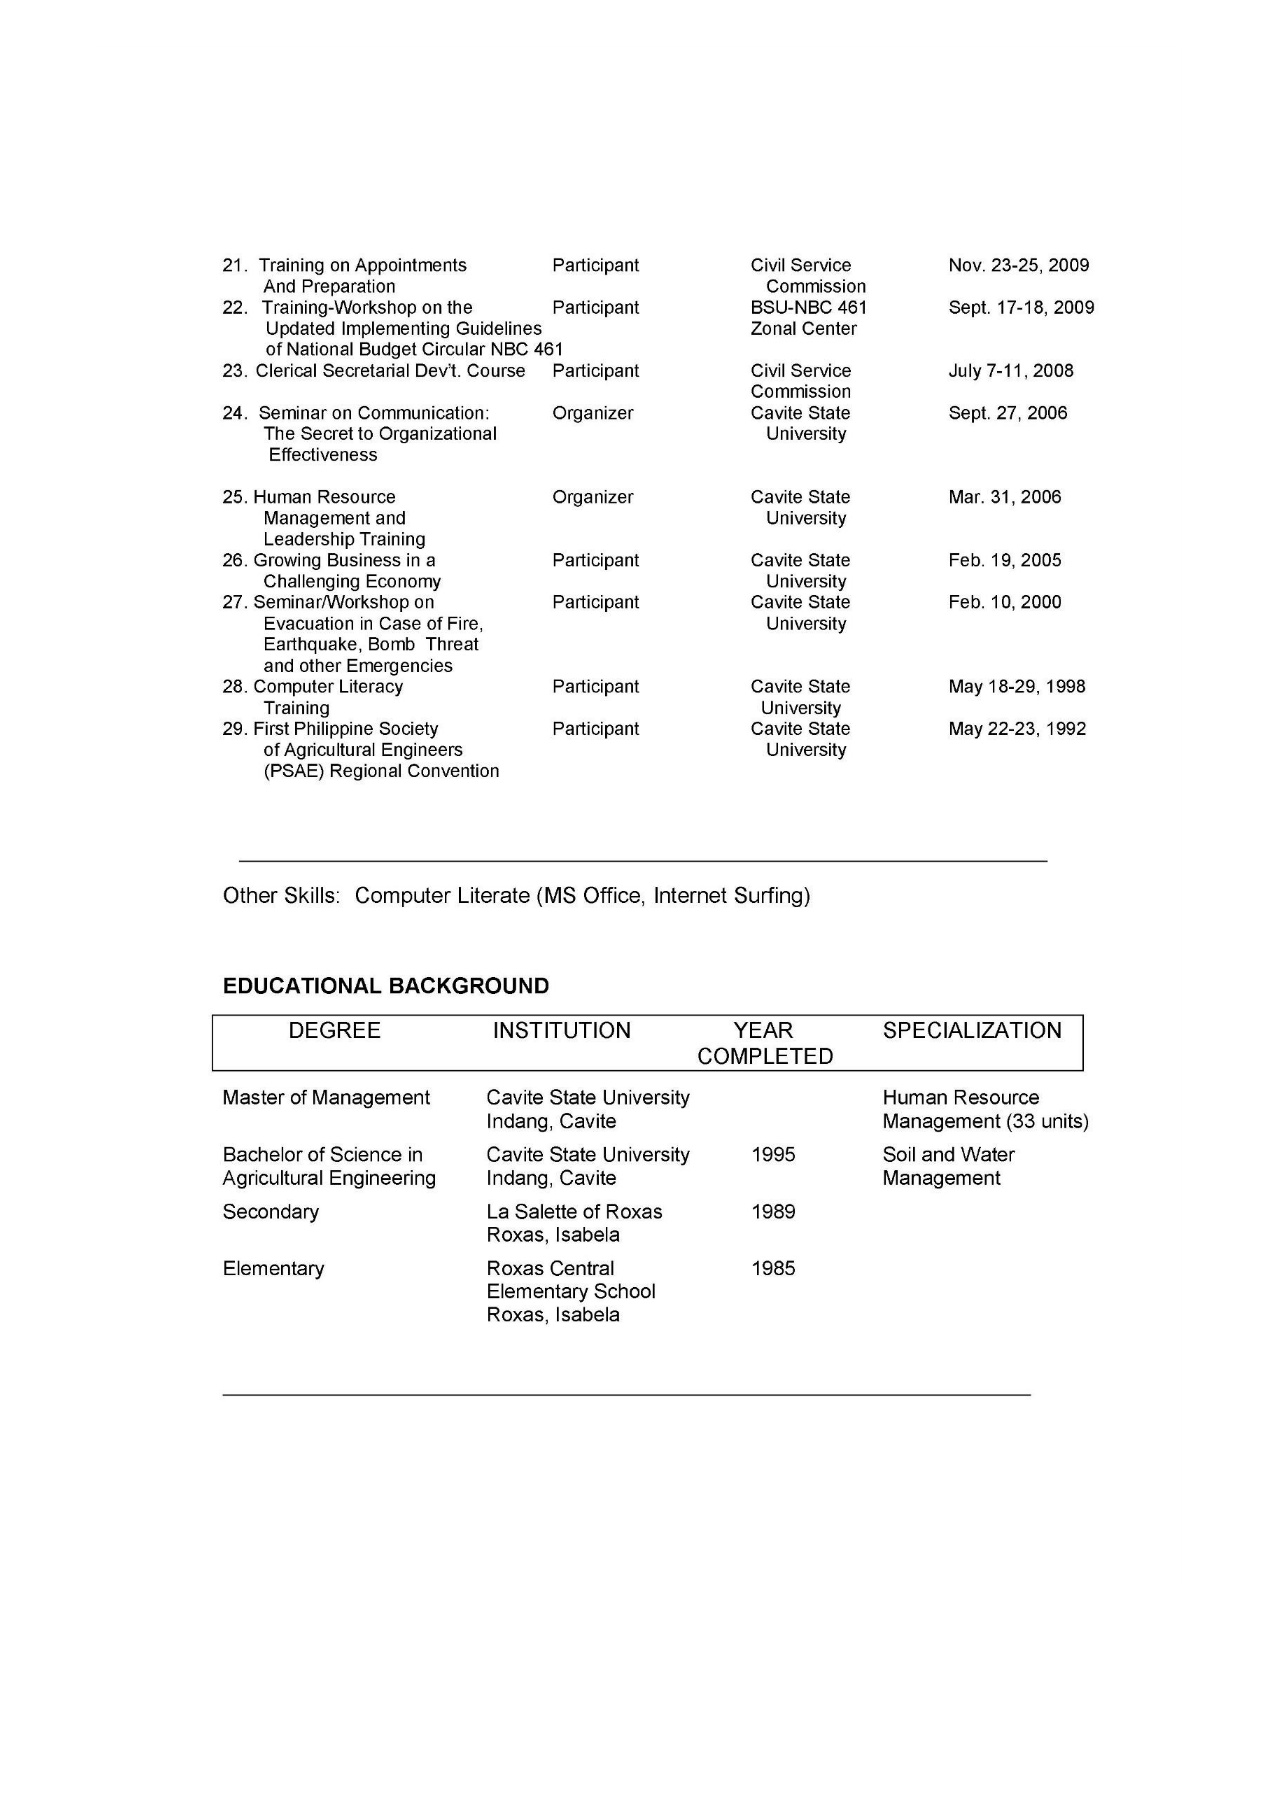 21. Training on Appointments Participant Civil Service Nov. 23-25, 2009
And Preparation Commission
22. Training-Workshop on the Participant BSU-NBC 461 Sept. 17-18, 2009
Updated Implementing Guidelines Zonal Center
of National Budget Circular NBC 461
23. Clerical Secretarial Dev't. Course Participant Civil Service July 7-11, 2008
Commission
24. Seminar on Communication: Organizer Cavite State Sept. 27, 2006
The Secret to Organizational University
Effectiveness
25. Human Resource Organizer Cavite State Mar. 31, 2006
Management and University
Leadership Training
26. Growing Business in a Participant Cavite State Feb. 19, 2005
Challenging Economy University
27. Seminar/Workshop on Participant Cavite State Feb. 10, 2000
Evacuation in Case of Fire, University
Earthquake, Bomb Threat
and other Emergencies
28. Computer Literacy Participant Cavite State May 18-29, 1998
Training University
29. First Philippine Society Participant Cavite State May 22-23, 1992
of Agricultural Engineers University
(PSAE) Regional Convention
Other Skills: Computer Literate (MS Office, Internet Surfing)
EDUCATIONAL BACKGROUND
DEGREE INSTITUTION YEAR SPECIALIZATION
COMPLETED
Master of Management Cavite State University Human Resource
Indang, Cavite Management (33 units)
Bachelor of Science in Cavite State University 1995 Soil and Water
Agricultural Engineering Indang, Cavite Management
Secondary La Salette of Roxas 1989
Roxas, Isabela
Elementary Roxas Central 1985
Elementary School
Roxas, Isabela